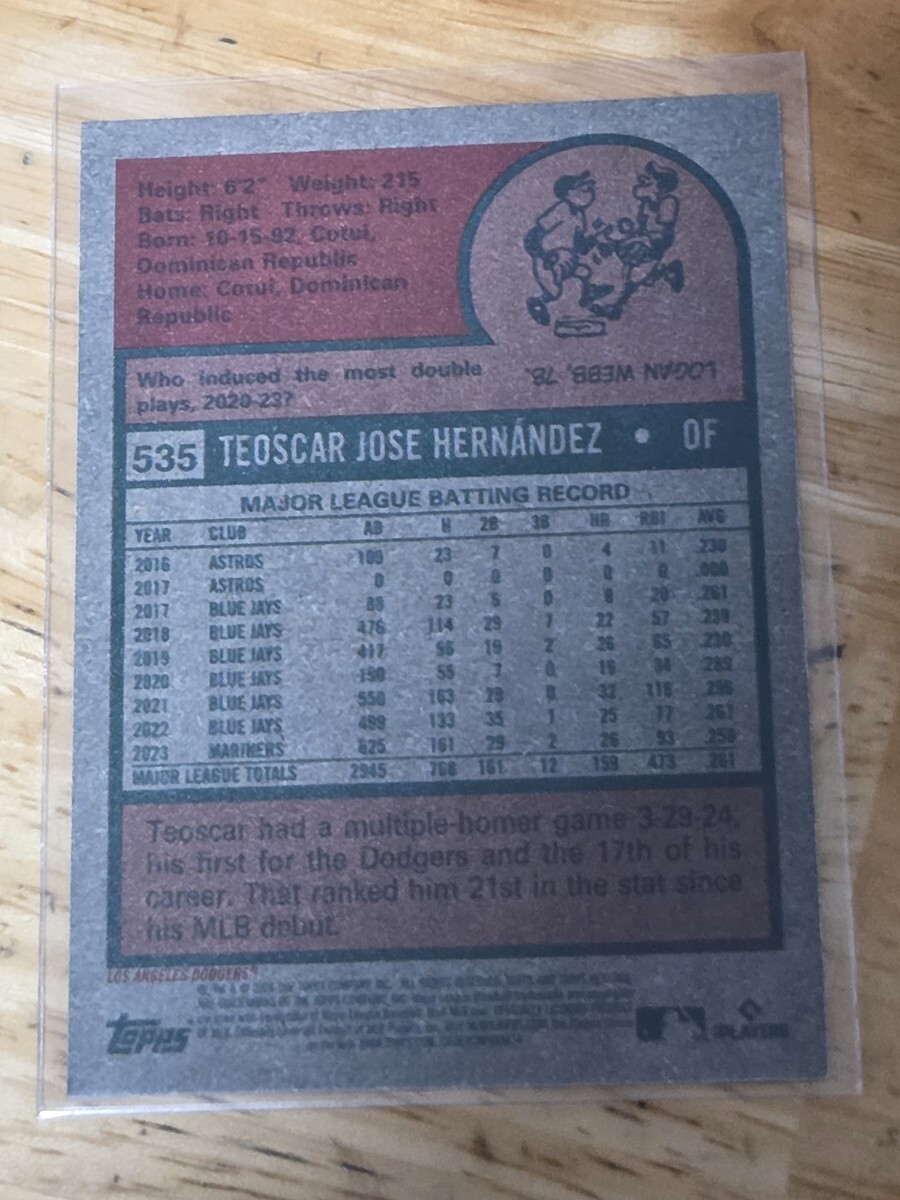 Height: 6'2" Weight: 215
Bats: Right Throws: Right
Born: 10-15-92, Cotui,
Dominican Republic
Home: Cotui, Dominican
Republic
Who induced the most double
plays, 2020-23?
LOGAN WEBB, 78.
535 TEOSCAR JOSE HERNÁNDEZ • OF
MAJOR LEAGUE BATTING RECORD
YEAR CLUB AB H 2B 3B HR RBI AVG
2016 ASTROS 100 23 7 0 4 11 .230
2017 ASTROS 0 0 0 0 0 0 .000
2017 BLUE JAYS 88 23 5 0 8 20 .261
2018 BLUE JAYS 476 114 29 7 22 57 .239
2019 BLUE JAYS 417 96 19 2 26 65 .230
2020 BLUE JAYS 190 55 7 0 16 34 .289
2021 BLUE JAYS 550 163 29 0 32 116 .296
2022 BLUE JAYS 499 133 35 1 25 77 .267
2023 MARINERS 625 161 29 2 26 93 .258
MAJOR LEAGUE TOTALS 2945 768 161 12 159 473 .261
Teoscar had a multiple-homer game 3-29-24,
his first for the Dodgers and the 17th of his
career. That ranked him 21st in the stat since
his MLB debut.
LOS ANGELES DODGERS®
topps
PLAYERS